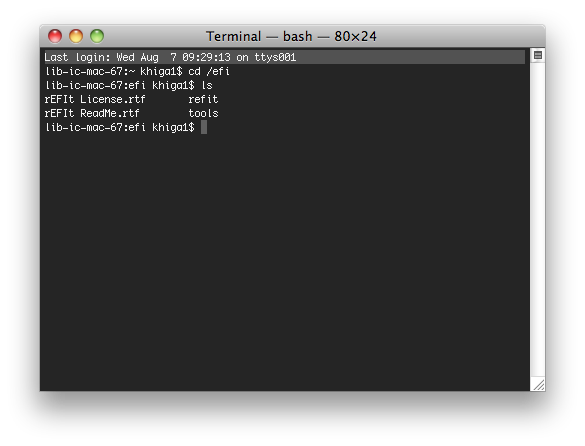 Terminal — bash — 80×24
Last login: Wed Aug  7 09:29:13 on ttys001
lib-ic-mac-67:~ khiga1$ cd /efi
lib-ic-mac-67:efi khiga1$ ls
rEFIt License.rtf       refit
rEFIt ReadMe.rtf        tools
lib-ic-mac-67:efi khiga1$